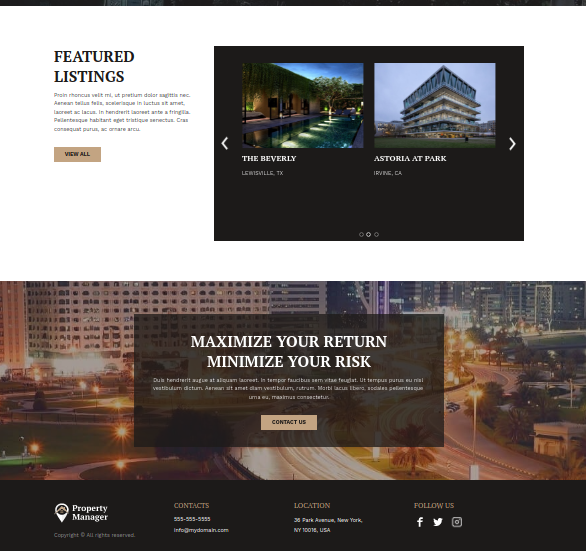 FEATURED
LISTINGS
Proin rhoncus velit mi, ut pretium dolor sagittis nec.
Aenean tellus felis, scelerisque in luctus sit amet,
laoreet ac lacus. In hendrerit laoreet ante a fringilla.
Pellentesque habitant eget tristique senectus. Cras
consequat purus, ac ornare arcu.
VIEW ALL
THE BEVERLY
LEWISVILLE, TX
ASTORIA AT PARK
IRVINE, CA
MAXIMIZE YOUR RETURN
MINIMIZE YOUR RISK
Duis hendrerit augue at aliquam laoreet. In tempor faucibus sem vitae feugiat. Ut tempus purus eu nisl
vestibulum dictum. Aenean sit amet diam vestibulum, rutrum. Morbi lacus libero, sodales pellentesque
urna eu, maximus consectetur.
CONTACT US
Property
Manager
Copyright © All rights reserved.
CONTACTS
555-555-5555
info@mydomain.com
LOCATION
36 Park Avenue, New York,
NY 10016, USA
FOLLOW US